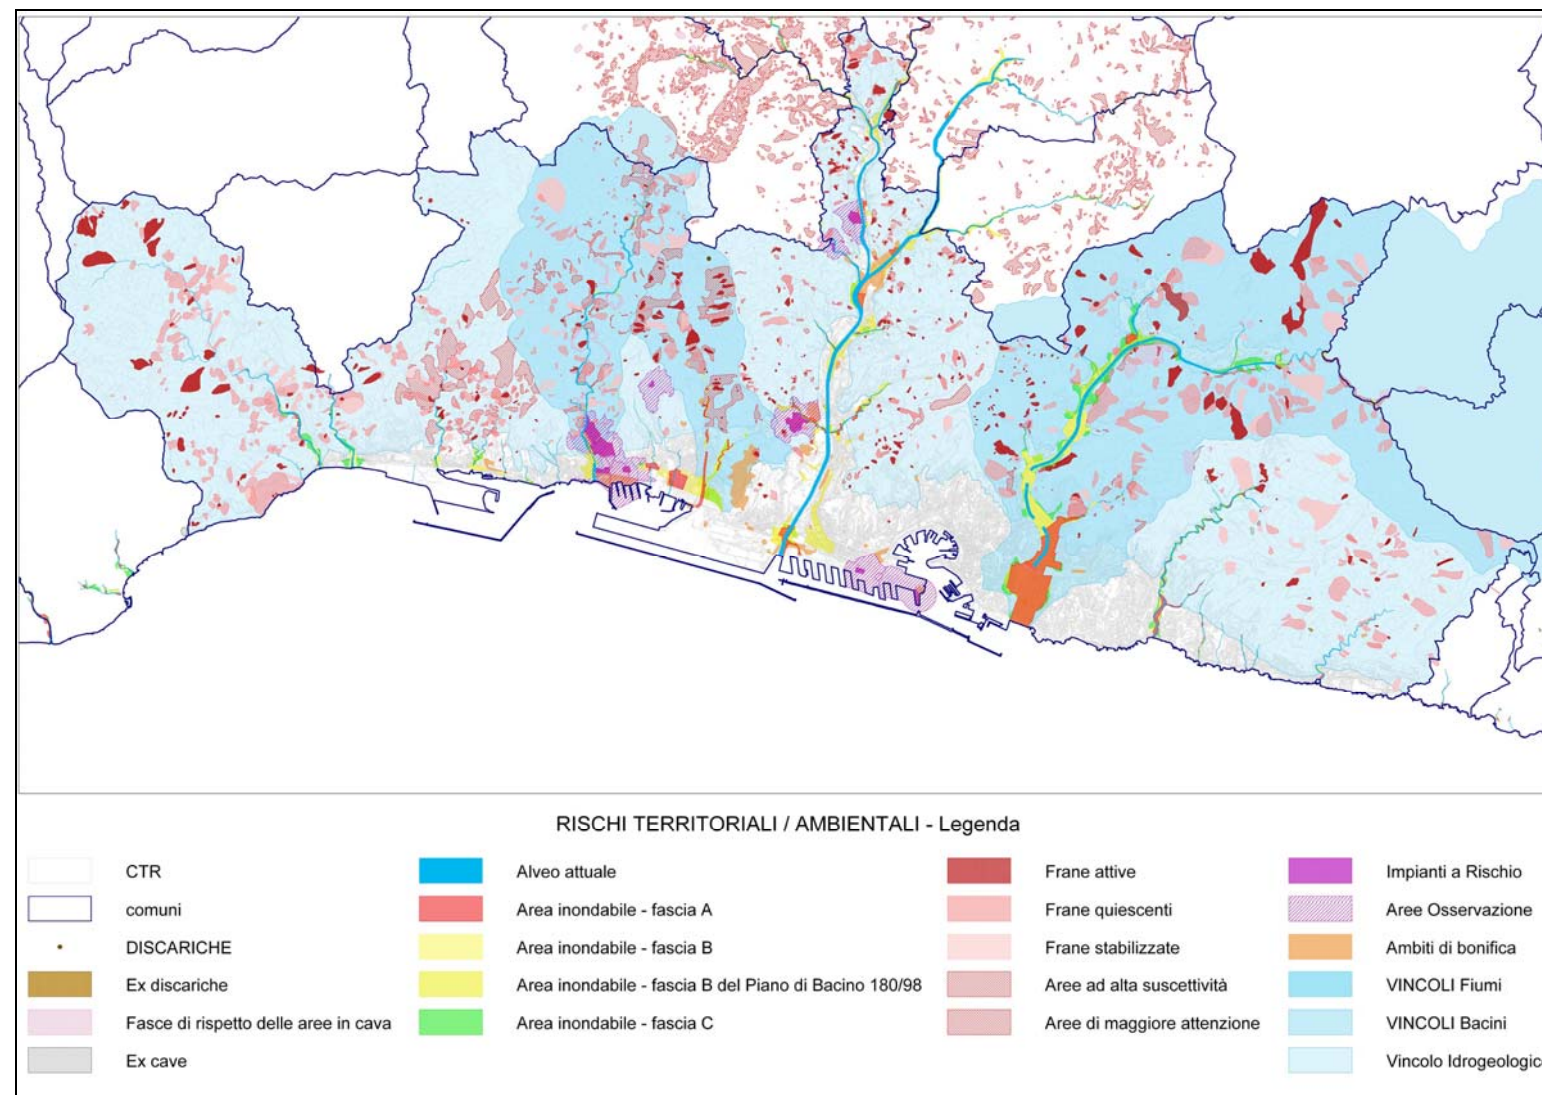 RISCHI TERRITORIALI / AMBIENTALI - Legenda
CTR
comuni
DISCARICHE
Ex discariche
Fasce di rispetto delle aree in cava
Ex cave
Alveo attuale
Area inondabile - fascia A
Area inondabile - fascia B
Area inondabile - fascia B del Piano di Bacino 180/98
Area inondabile - fascia C
Frane attive
Frane quiescenti
Frane stabilizzate
Aree ad alta suscettività
Aree di maggiore attenzione
Impianti a Rischio
Aree Osservazione
Ambiti di bonifica
VINCOLI Fiumi
VINCOLI Bacini
Vincolo Idrogeologico